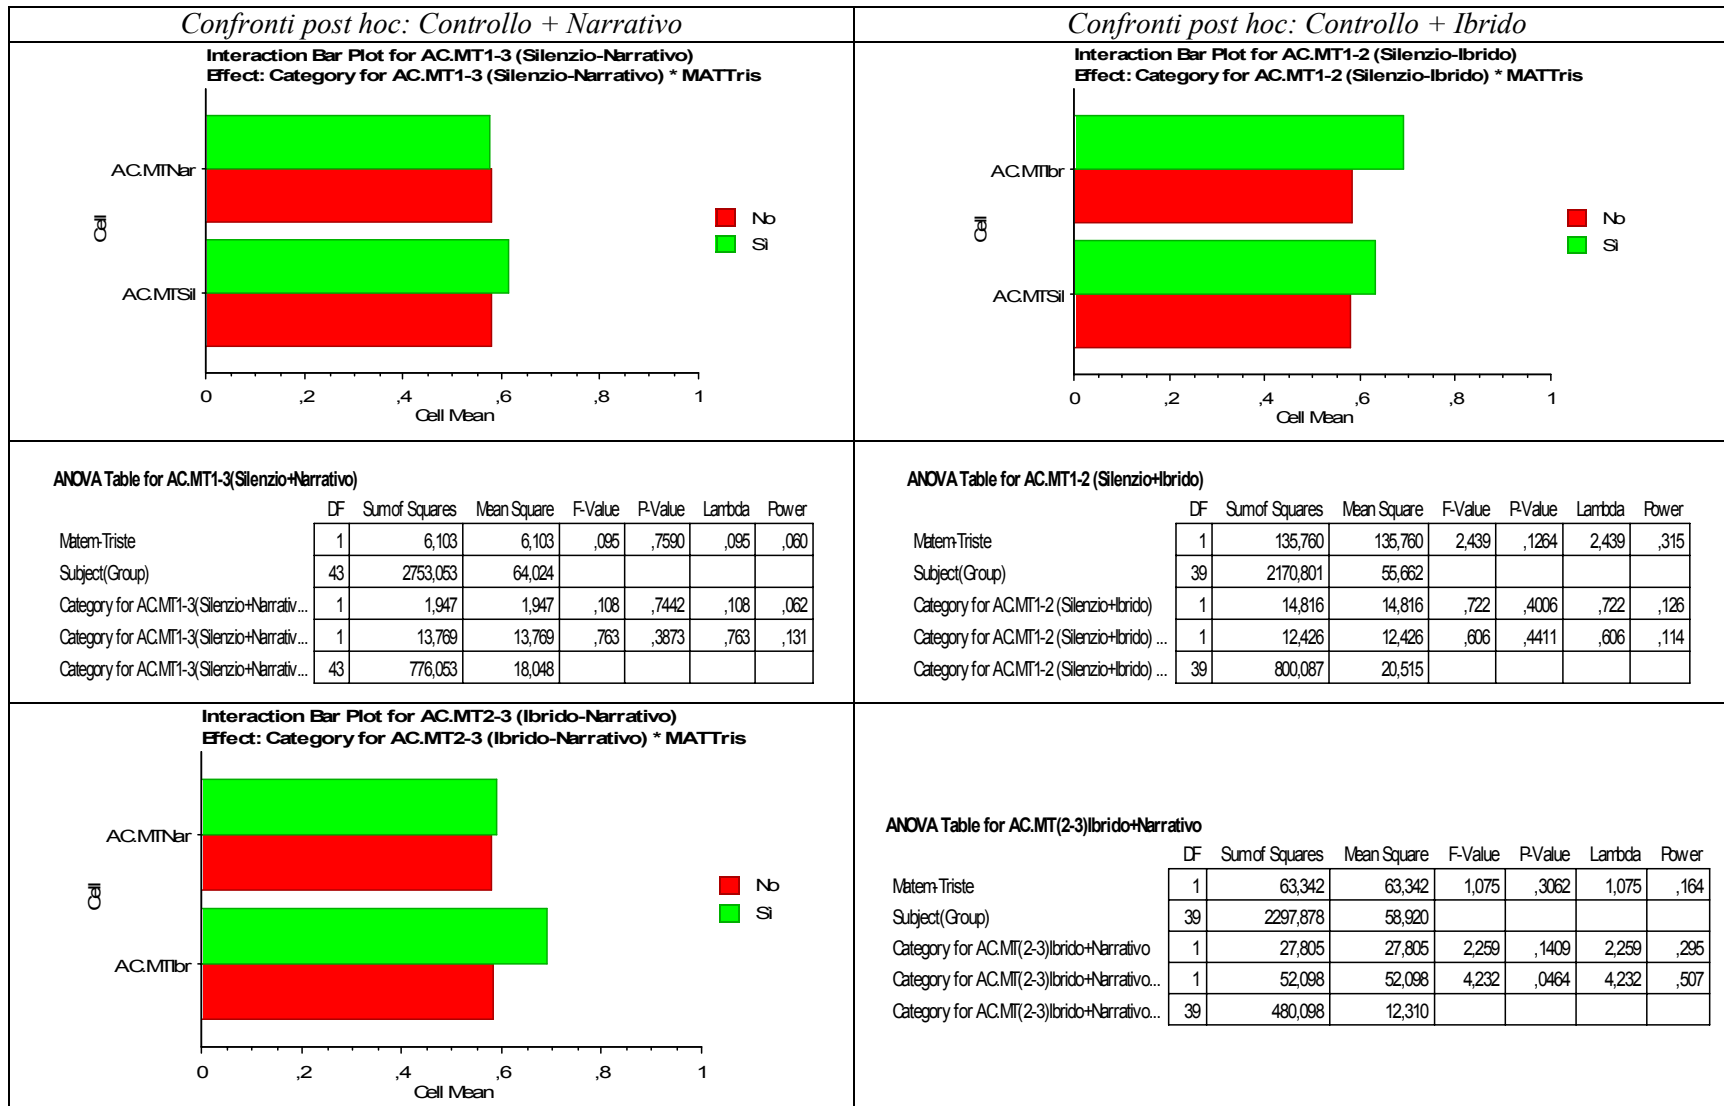 Confronti post hoc: Controllo + Narrativo
Interaction Bar Plot for AC.MT1-3 (Silenzio-Narrativo)
Effect: Category for AC.MT1-3 (Silenzio-Narrativo) * MATTris
AC.MTNar
Cell
AC.MTSil
No
Sì
0 ,2 ,4 ,6 ,8 1
Cell Mean
Confronti post hoc: Controllo + Ibrido
Interaction Bar Plot for AC.MT1-2 (Silenzio-Ibrido)
Effect: Category for AC.MT1-2 (Silenzio-Ibrido) * MATTris
AC.MTIbr
Cell
AC.MTSil
No
Sì
0 ,2 ,4 ,6 ,8 1
Cell Mean
ANOVA Table for AC.MT1-3(Silenzio+Narrativo)
DF Sum of Squares Mean Square F-Value P-Value Lambda Power
Matem-Triste 1 6,103 6,103 ,095 ,7590 ,095 ,060
Subject(Group) 43 2753,053 64,024
Category for AC.MT1-3(Silenzio+Narrativ... 1 1,947 1,947 ,108 ,7442 ,108 ,062
Category for AC.MT1-3(Silenzio+Narrativ... 1 13,769 13,769 ,763 ,3873 ,763 ,131
Category for AC.MT1-3(Silenzio+Narrativ... 43 776,053 18,048
ANOVA Table for AC.MT1-2 (Silenzio+Ibrido)
DF Sum of Squares Mean Square F-Value P-Value Lambda Power
Matem-Triste 1 135,760 135,760 2,439 ,1264 2,439 ,315
Subject(Group) 39 2170,801 55,662
Category for AC.MT1-2 (Silenzio+Ibrido) 1 14,816 14,816 ,722 ,4006 ,722 ,126
Category for AC.MT1-2 (Silenzio+Ibrido) ... 1 12,426 12,426 ,606 ,4411 ,606 ,114
Category for AC.MT1-2 (Silenzio+Ibrido) ... 39 800,087 20,515
Interaction Bar Plot for AC.MT2-3 (Ibrido-Narrativo)
Effect: Category for AC.MT2-3 (Ibrido-Narrativo) * MATTris
AC.MTNar
Cell
AC.MTIbr
No
Sì
0 ,2 ,4 ,6 ,8 1
Cell Mean
ANOVA Table for AC.MT(2-3)Ibrido+Narrativo
DF Sum of Squares Mean Square F-Value P-Value Lambda Power
Matem-Triste 1 63,342 63,342 1,075 ,3062 1,075 ,164
Subject(Group) 39 2297,878 58,920
Category for AC.MT(2-3)Ibrido+Narrativo 1 27,805 27,805 2,259 ,1409 2,259 ,295
Category for AC.MT(2-3)Ibrido+Narrativo... 1 52,098 52,098 4,232 ,0464 4,232 ,507
Category for AC.MT(2-3)Ibrido+Narrativo... 39 480,098 12,310